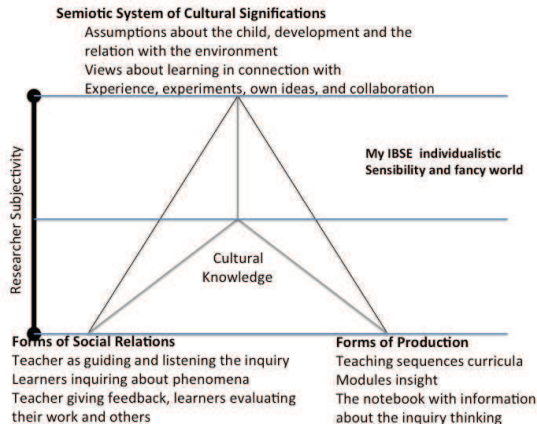 Semiotic System of Cultural Significations
Assumptions about the child, development and the
relation with the environment
Views about learning in connection with
Experience, experiments, own ideas, and collaboration
My IBSE individualistic
Sensibility and fancy world
Researcher Subjectivity
Cultural
Knowledge
Forms of Social Relations
Teacher as guiding and listening the inquiry
Learners inquiring about phenomena
Teacher giving feedback, learners evaluating
their work and others
Forms of Production
Teaching sequences curricula
Modules insight
The notebook with information
about the inquiry thinking